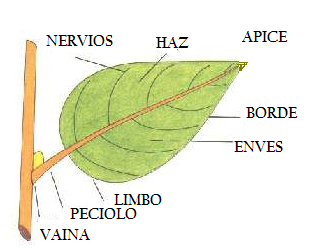 NERVIOS
HAZ
APICE
BORDE
ENVES
LIMBO
PECIOLO
VAINA